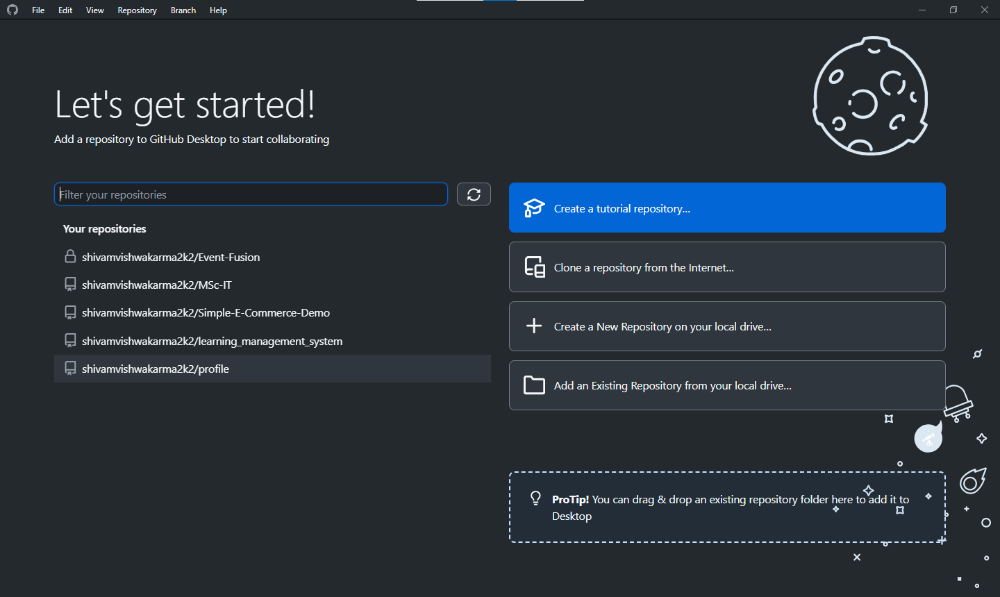 File Edit View Repository Branch Help
Let's get started!
Add a repository to GitHub Desktop to start collaborating
Filter your repositories
Your repositories
shivamvishwakarma2k2/Event-Fusion
shivamvishwakarma2k2/MSc-IT
shivamvishwakarma2k2/Simple-E-Commerce-Demo
shivamvishwakarma2k2/learning_management_system
shivamvishwakarma2k2/profile
Create a tutorial repository...
Clone a repository from the Internet...
Create a New Repository on your local drive...
Add an Existing Repository from your local drive...
ProTip! You can drag & drop an existing repository folder here to add it to
Desktop